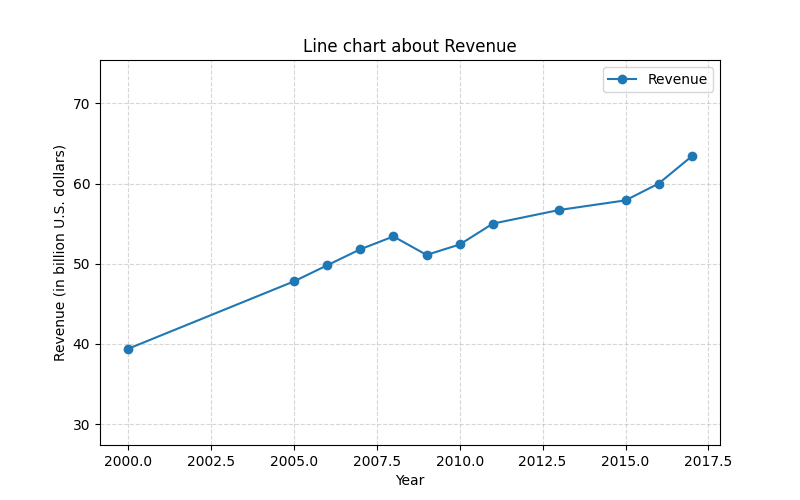 Line chart about Revenue
Revenue
Revenue (in billion U.S. dollars)
70
60
50
40
30
2000.0 2002.5 2005.0 2007.5 2010.0 2012.5 2015.0 2017.5
Year